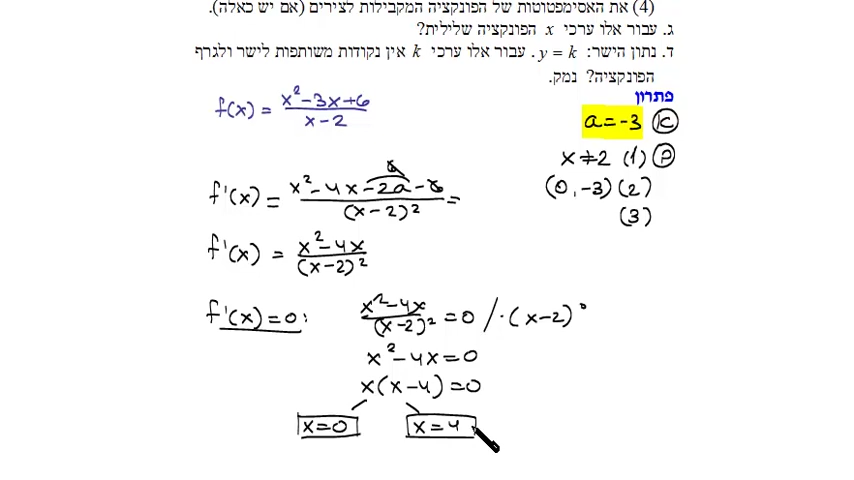 (4) את האסימפטוטות של הפונקציה המקבילות לצירים (אם יש כאלה).
ג. עבור אלו ערכי x הפונקציה שלילית?
ד. נתון הישר: y = k. עבור אלו ערכי k אין נקודות משותפות לישר ולגרף
הפונקציה? נמק.
פתרון
f(x) = (x² - 3x + 6)/(x - 2)
א a = -3
ב (1) x ≠ 2
(2) (0, -3)
(3)
f'(x) = (x² - 4x - 2a - 6)/(x - 2)² =
6
f'(x) = (x² - 4x)/(x - 2)²
f'(x) = 0: (x² - 4x)/(x - 2)² = 0 / · (x - 2)²
x² - 4x = 0
x(x - 4) = 0
x = 0 x = 4